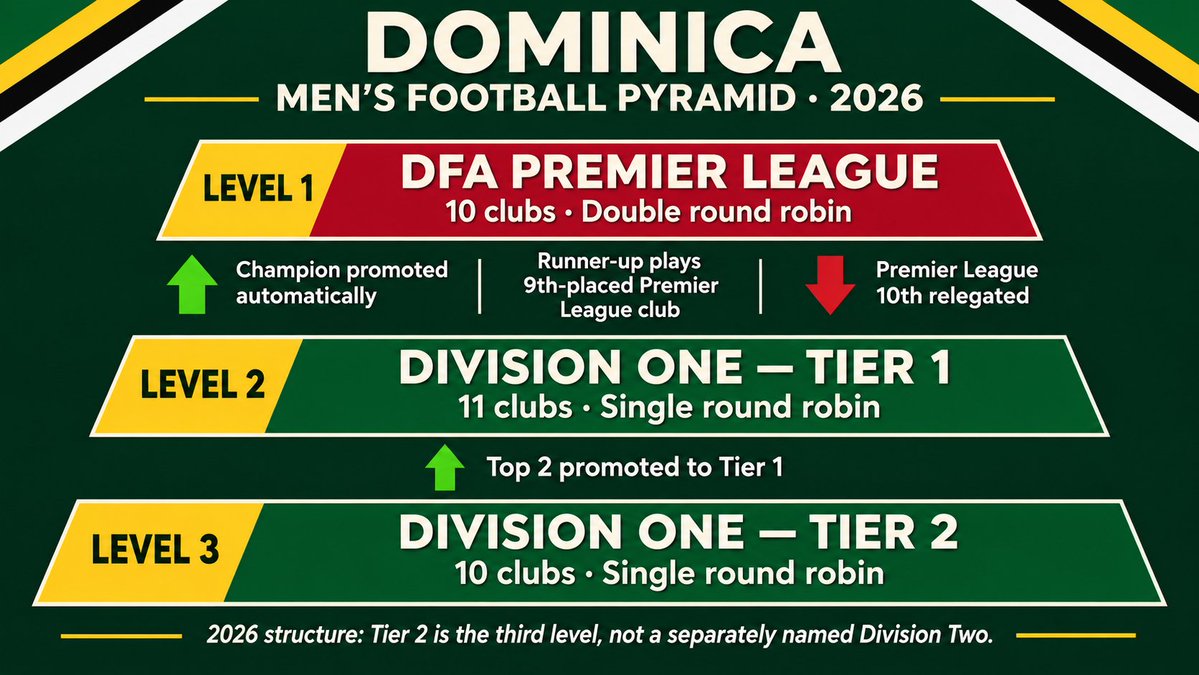 DOMINICA
MEN'S FOOTBALL PYRAMID · 2026
LEVEL 1
DFA PREMIER LEAGUE
10 clubs · Double round robin
Champion promoted
automatically
Runner-up plays
9th-placed Premier
League club
Premier League
10th relegated
LEVEL 2
DIVISION ONE — TIER 1
11 clubs · Single round robin
Top 2 promoted to Tier 1
LEVEL 3
DIVISION ONE — TIER 2
10 clubs · Single round robin
2026 structure: Tier 2 is the third level, not a separately named Division Two.